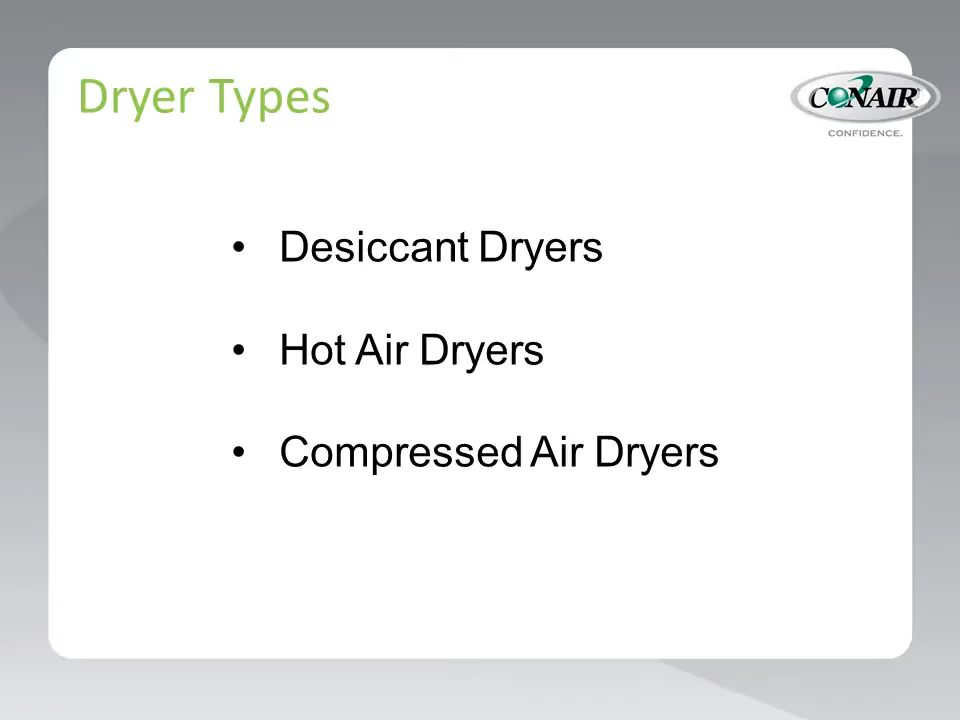 Dryer Types
CONAIR
CONFIDENCE.
• Desiccant Dryers
• Hot Air Dryers
• Compressed Air Dryers